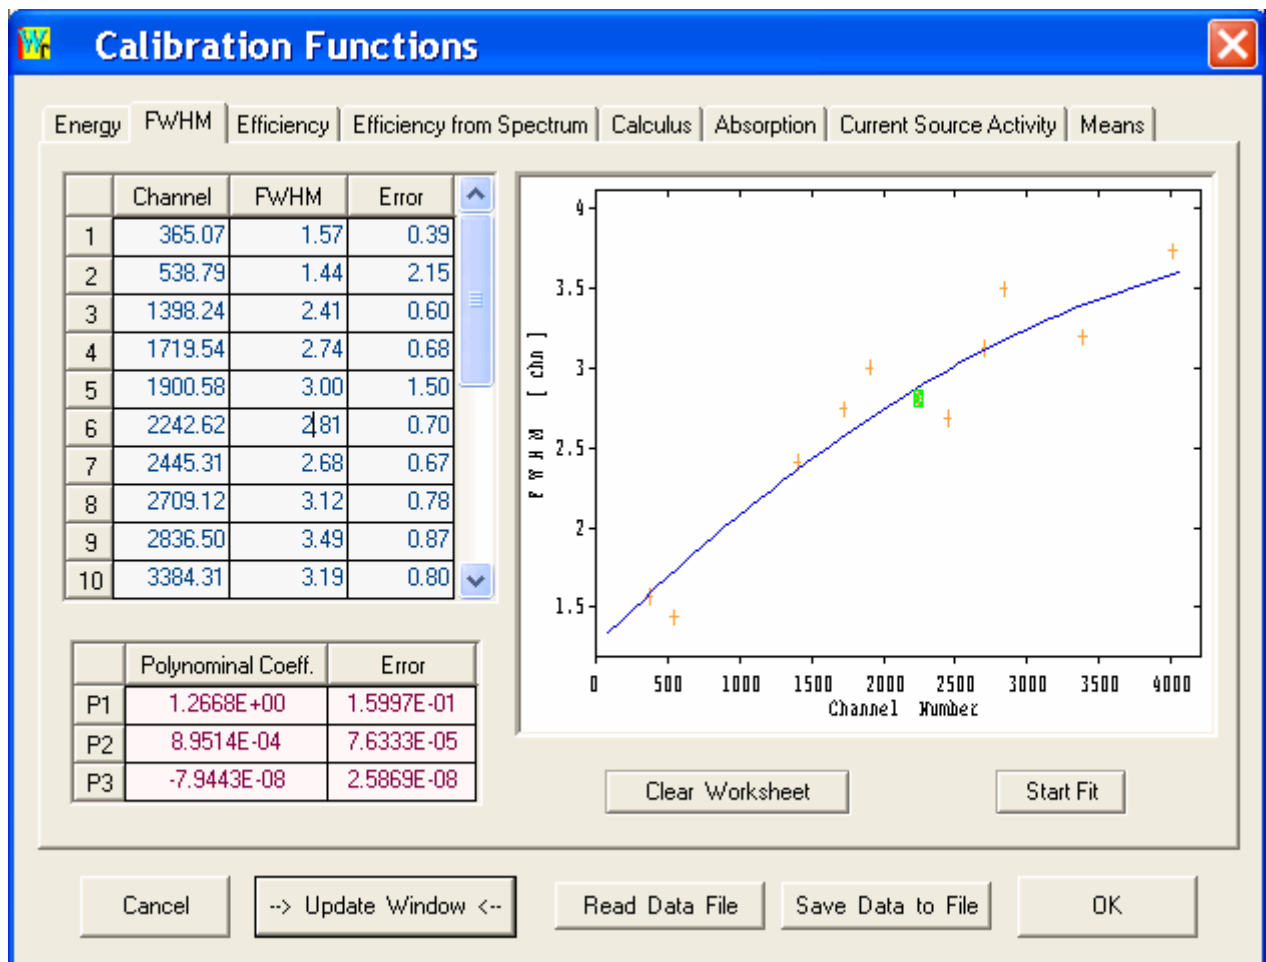 Wr Calibration Functions
Energy FWHM Efficiency Efficiency from Spectrum Calculus Absorption Current Source Activity Means
Channel FWHM Error
1 365.07 1.57 0.39
2 538.79 1.44 2.15
3 1398.24 2.41 0.60
4 1719.54 2.74 0.68
5 1900.58 3.00 1.50
6 2242.62 2.81 0.70
7 2445.31 2.68 0.67
8 2709.12 3.12 0.78
9 2836.50 3.49 0.87
10 3384.31 3.19 0.80
Polynominal Coeff. Error
P1 1.2668E+00 1.5997E-01
P2 8.9514E-04 7.6333E-05
P3 -7.9443E-08 2.5869E-08
4
3.5
3
2.5
2
1.5
FWHM [chn]
0 500 1000 1500 2000 2500 3000 3500 4000
Channel Number
Clear Worksheet Start Fit
Cancel --> Update Window <-- Read Data File Save Data to File OK